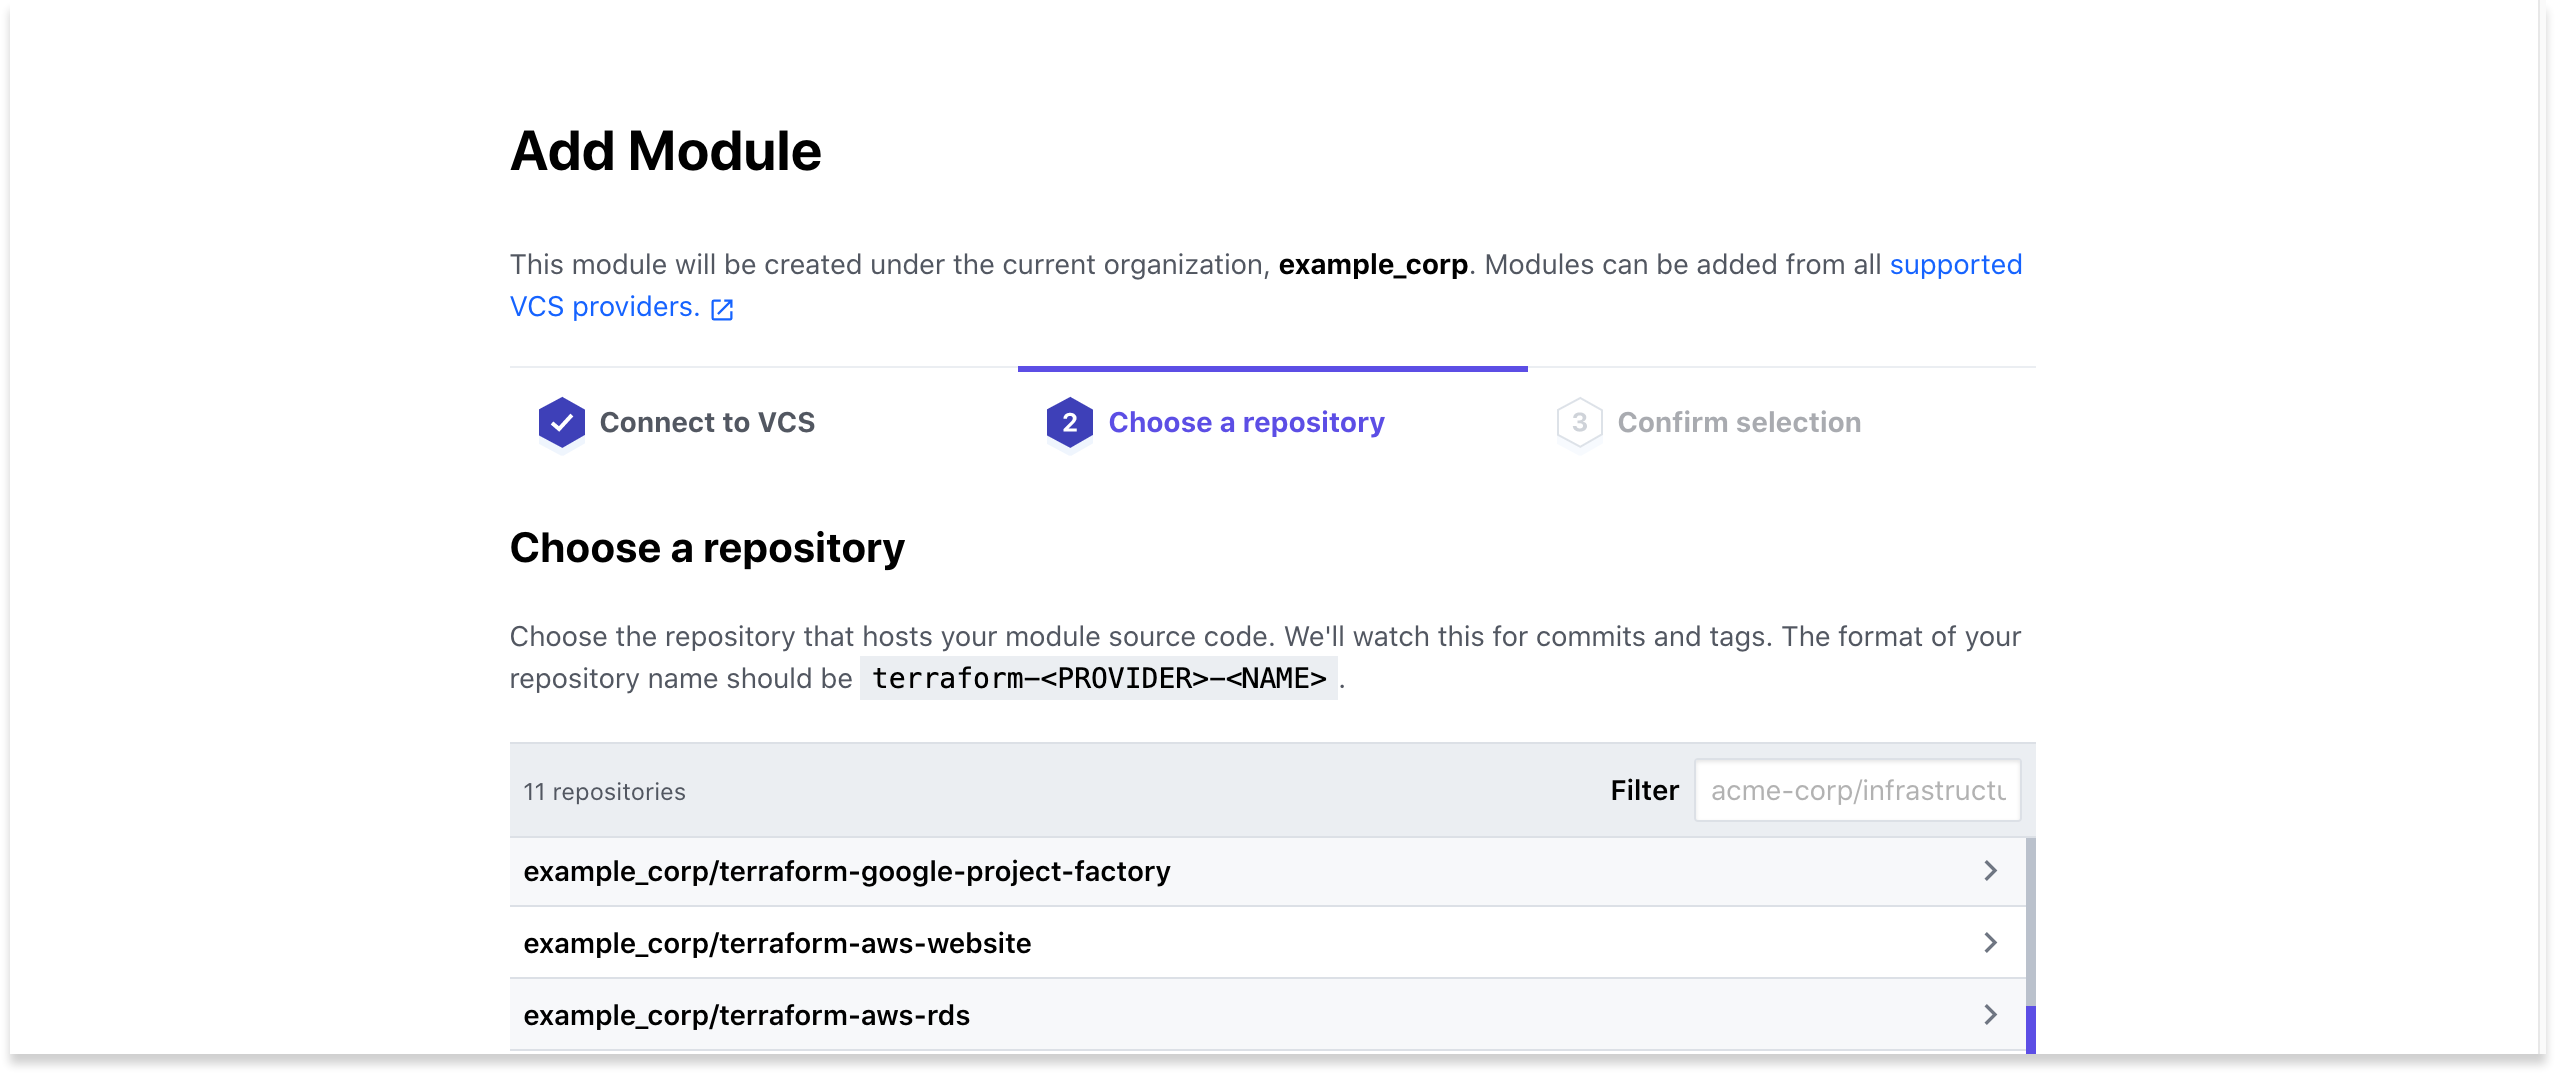 Add Module
This module will be created under the current organization, example_corp. Modules can be added from all supported
VCS providers.
Connect to VCS
2 Choose a repository
3 Confirm selection
Choose a repository
Choose the repository that hosts your module source code. We'll watch this for commits and tags. The format of your
repository name should be terraform-<PROVIDER>-<NAME>.
11 repositories
Filter acme-corp/infrastructu
example_corp/terraform-google-project-factory
example_corp/terraform-aws-website
example_corp/terraform-aws-rds